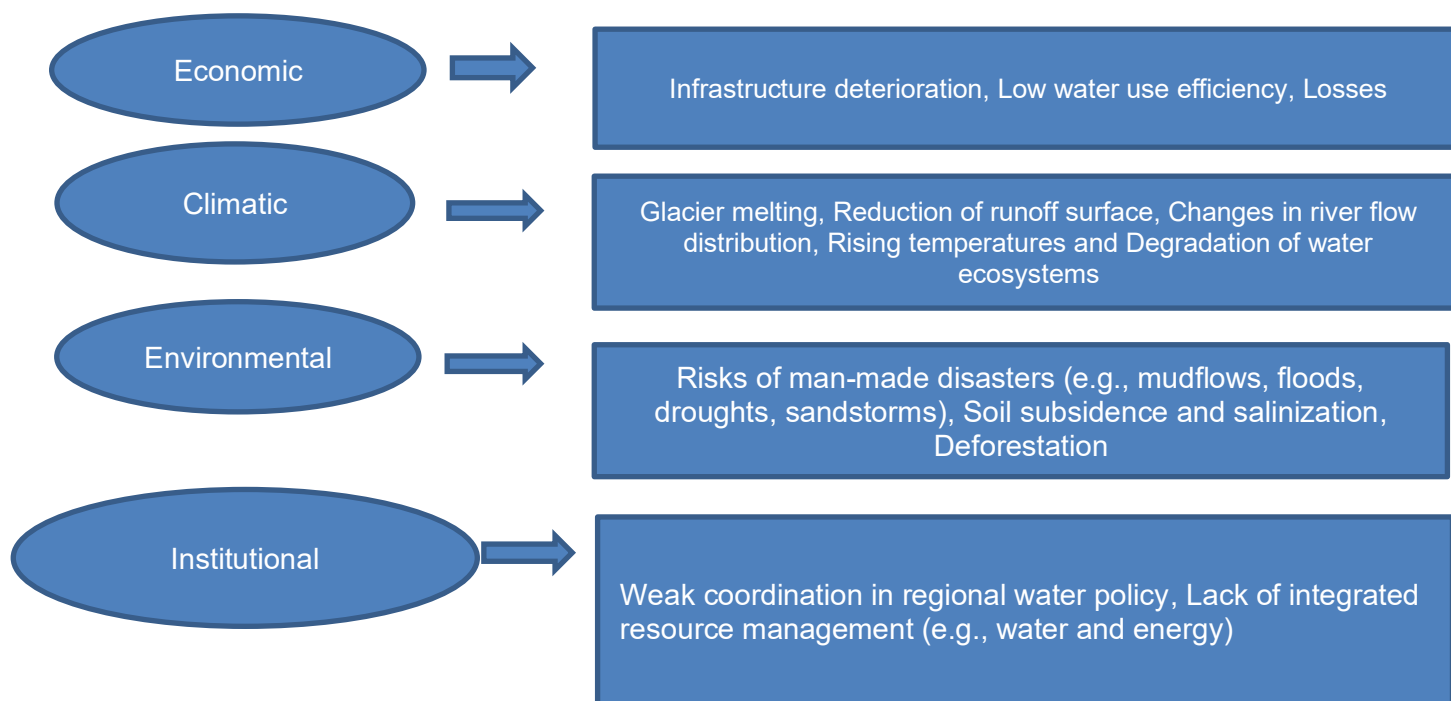 Economic
Infrastructure deterioration, Low water use efficiency, Losses
Climatic
Glacier melting, Reduction of runoff surface, Changes in river flow
distribution, Rising temperatures and Degradation of water
ecosystems
Environmental
Risks of man-made disasters (e.g., mudflows, floods,
droughts, sandstorms), Soil subsidence and salinization,
Deforestation
Institutional
Weak coordination in regional water policy, Lack of integrated
resource management (e.g., water and energy)